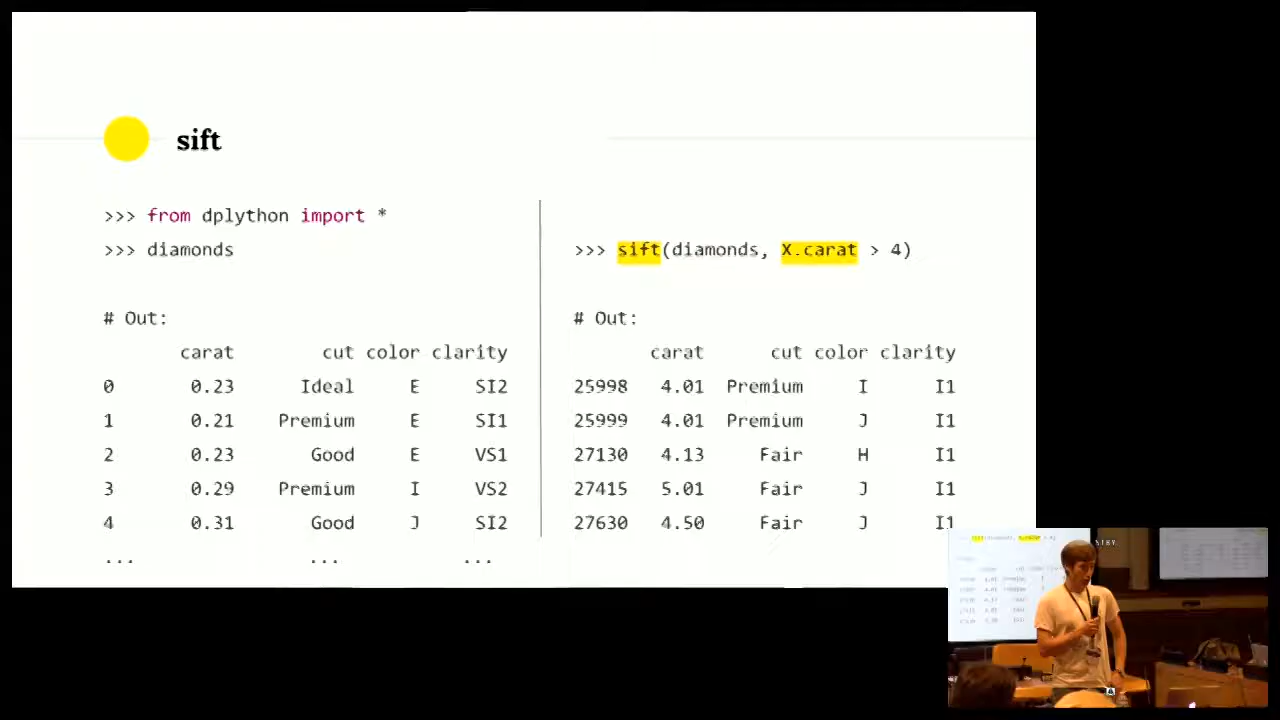 sift
>>> from dplython import *
>>> diamonds
# Out:
carat cut color clarity
0 0.23 Ideal E SI2
1 0.21 Premium E SI1
2 0.23 Good E VS1
3 0.29 Premium I VS2
4 0.31 Good J SI2
... ... ...
>>> sift(diamonds, X.carat > 4)
# Out:
carat cut color clarity
25998 4.01 Premium I I1
25999 4.01 Premium J I1
27130 4.13 Fair H I1
27415 5.01 Fair J I1
27630 4.50 Fair J I1